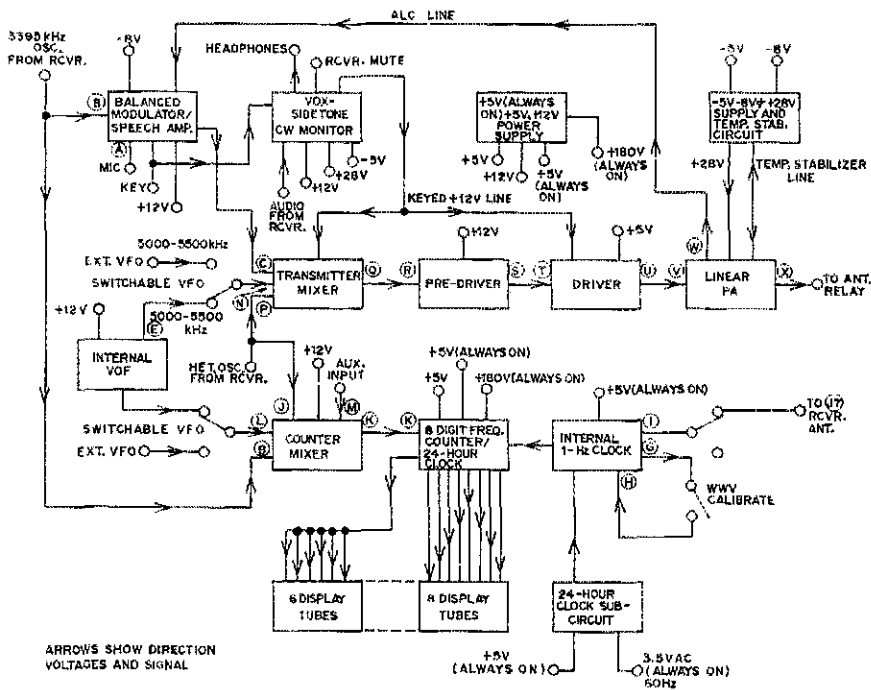 ALC LINE
3395 kHz
OSC.
FROM RCVR.
+8V
HEADPHONES
RCVR. MUTE
-5V
-8V
B
BALANCED
MODULATOR/
SPEECH AMP.
VOX-
SIDETONE
CW MONITOR
+5V(ALWAYS
ON)+5V,+12V
POWER
SUPPLY
-5V-8V+ +28V
SUPPLY AND
TEMP. STAB.
CIRCUIT
A
MIC
KEY
+12V
AUDIO
FROM
RCVR.
+12V
+28V
-5V
+5V
+12V
+5V
(ALWAYS
ON)
+180V
(ALWAYS
ON)
+28V
TEMP. STABILIZER
LINE
KEYED +12V LINE
W
5000-5500kHz
EXT. VFO
SWITCHABLE VFO
C
N
P
TRANSMITTER
MIXER
Q
R
+12V
PRE-DRIVER
S
T
+5V
DRIVER
U
V
LINEAR
PA
X
TO ANT.
RELAY
+12V
E
5000-5500
kHz
INTERNAL
VOF
HET. OSC.
FROM RCVR.
+12V
AUX.
INPUT
+5V(ALWAYS ON)
+5V
+180V(ALWAYS ON)
+5V(ALWAYS ON)
J
M
SWITCHABLE VFO
EXT. VFO
L
B
COUNTER
MIXER
K
K
8 DIGIT FREQ.
COUNTER/
24-HOUR
CLOCK
INTERNAL
1-Hz CLOCK
I
G
H
TO (J7)
RCVR.
ANT.
WWV
CALIBRATE
6 DISPLAY
TUBES
8 DISPLAY
TUBES
24-HOUR
CLOCK SUB-
CIRCUIT
+5V
(ALWAYS ON)
3.5VAC
(ALWAYS ON)
60Hz
ARROWS SHOW DIRECTION
VOLTAGES AND SIGNAL